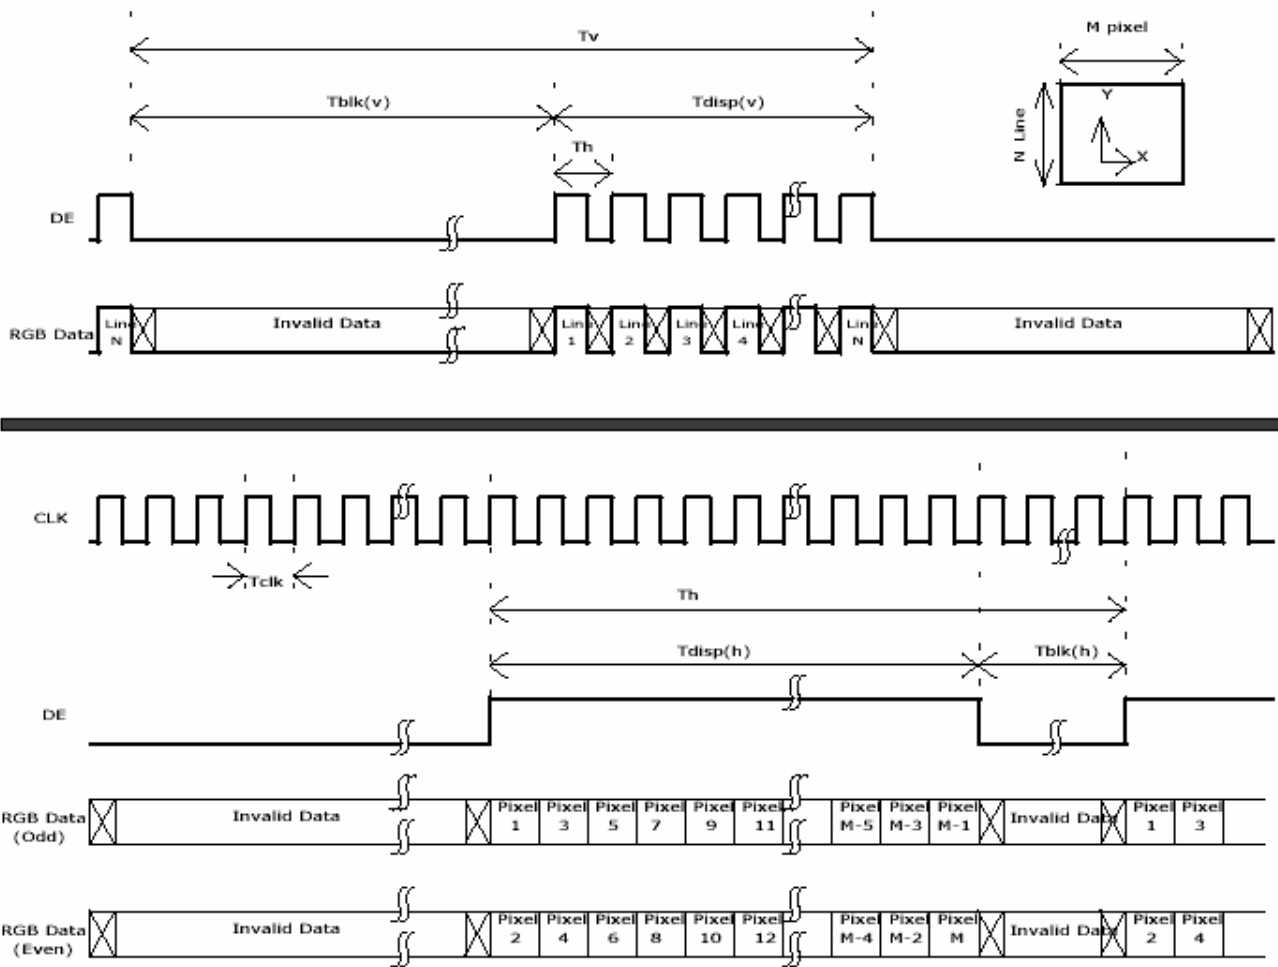 Tv
M pixel
Tblk(v)
Tdisp(v)
Y
N Line
Th
X
DE
RGB Data
Line
N
Invalid Data
Line
1
Line
2
Line
3
Line
4
Line
N
Invalid Data
CLK
Tclk
Th
Tdisp(h)
Tblk(h)
DE
RGB Data
(Odd)
Invalid Data
Pixel
1
Pixel
3
Pixel
5
Pixel
7
Pixel
9
Pixel
11
Pixel
M-5
Pixel
M-3
Pixel
M-1
Invalid Data
Pixel
1
Pixel
3
RGB Data
(Even)
Invalid Data
Pixel
2
Pixel
4
Pixel
6
Pixel
8
Pixel
10
Pixel
12
Pixel
M-4
Pixel
M-2
Pixel
M
Invalid Data
Pixel
2
Pixel
4